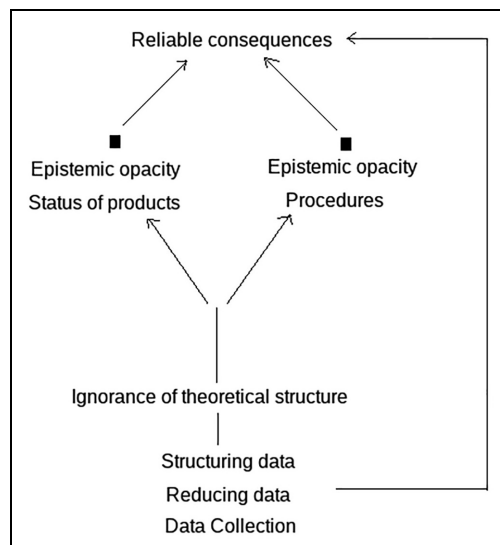 Reliable consequences
Epistemic opacity
Status of products
Epistemic opacity
Procedures
Ignorance of theoretical structure
Structuring data
Reducing data
Data Collection